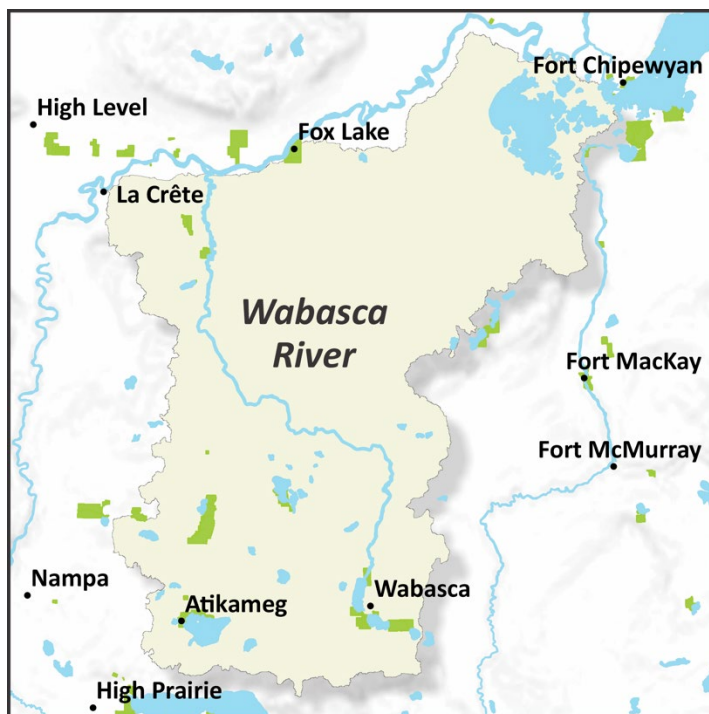 Fort Chipewyan
High Level
Fox Lake
La Crête
Wabasca
River
Fort MacKay
Fort McMurray
Nampa
Wabasca
Atikameg
High Prairie